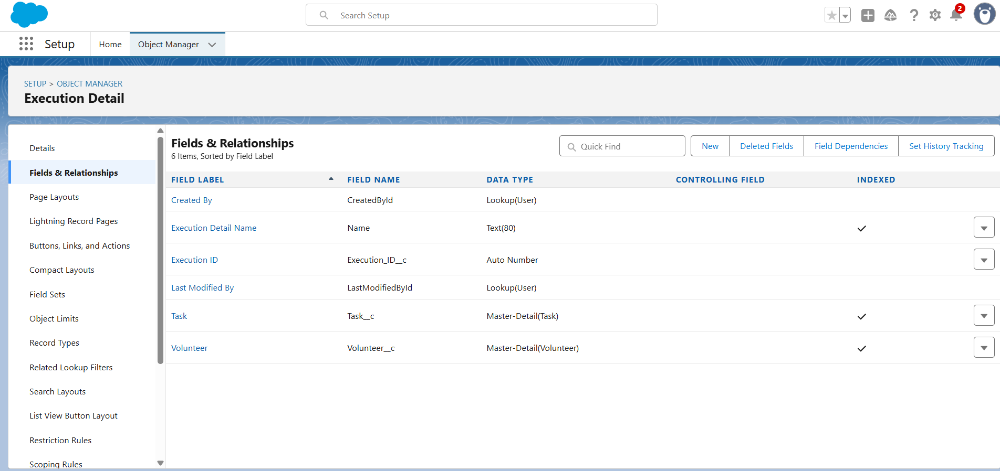 Search Setup
2
Setup
Home
Object Manager
SETUP > OBJECT MANAGER
Execution Detail
Details
Fields & Relationships
Page Layouts
Lightning Record Pages
Buttons, Links, and Actions
Compact Layouts
Field Sets
Object Limits
Record Types
Related Lookup Filters
Search Layouts
List View Button Layout
Restriction Rules
Scoping Rules
Fields & Relationships
6 Items, Sorted by Field Label
Quick Find
New
Deleted Fields
Field Dependencies
Set History Tracking
FIELD LABEL FIELD NAME DATA TYPE CONTROLLING FIELD INDEXED
Created By CreatedById Lookup(User)
Execution Detail Name Name Text(80)
Execution ID Execution_ID__c Auto Number
Last Modified By LastModifiedById Lookup(User)
Task Task__c Master-Detail(Task)
Volunteer Volunteer__c Master-Detail(Volunteer)